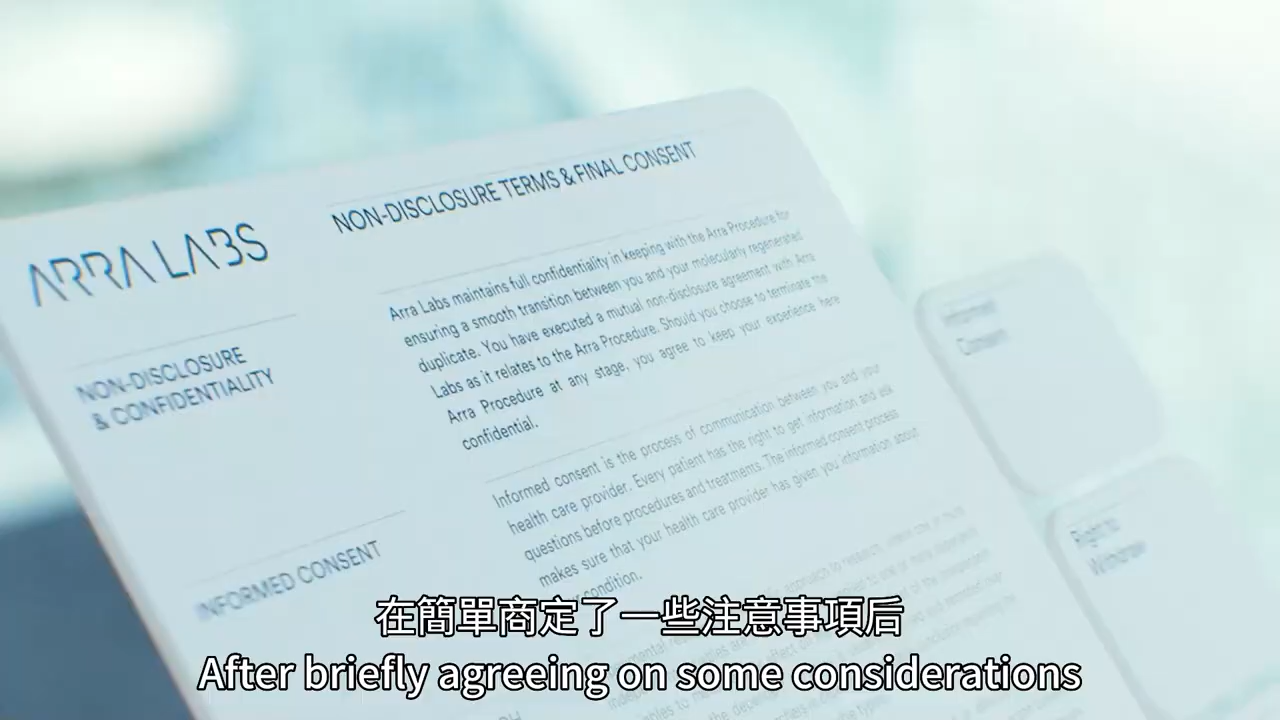 ARRA LABS
NON-DISCLOSURE TERMS & FINAL CONSENT
NON-DISCLOSURE
& CONFIDENTIALITY
Arra Labs maintains full confidentiality in keeping with the Arra Procedure for
ensuring a smooth transition between you and your molecularly regenerated
duplicate. You have executed a mutual non-disclosure agreement with Arra
Labs as it relates to the Arra Procedure. Should you choose to terminate the
Arra Procedure at any stage, you agree to keep your experience here
confidential.
INFORMED CONSENT
Informed consent is the process of communication between you and your
health care provider. Every patient has the right to get information and ask
questions before procedures and treatments. The informed consent process
makes sure that your health care provider has given you information about
condition.
Informed
Consent
Right to
Withdraw
在簡單商定了一些注意事項后
After briefly agreeing on some considerations